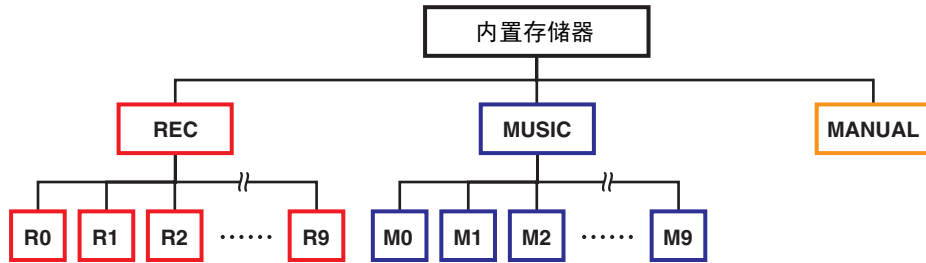 内置存储器
REC MUSIC MANUAL
R0 R1 R2 ⋯⋯ R9 M0 M1 M2 ⋯⋯ M9